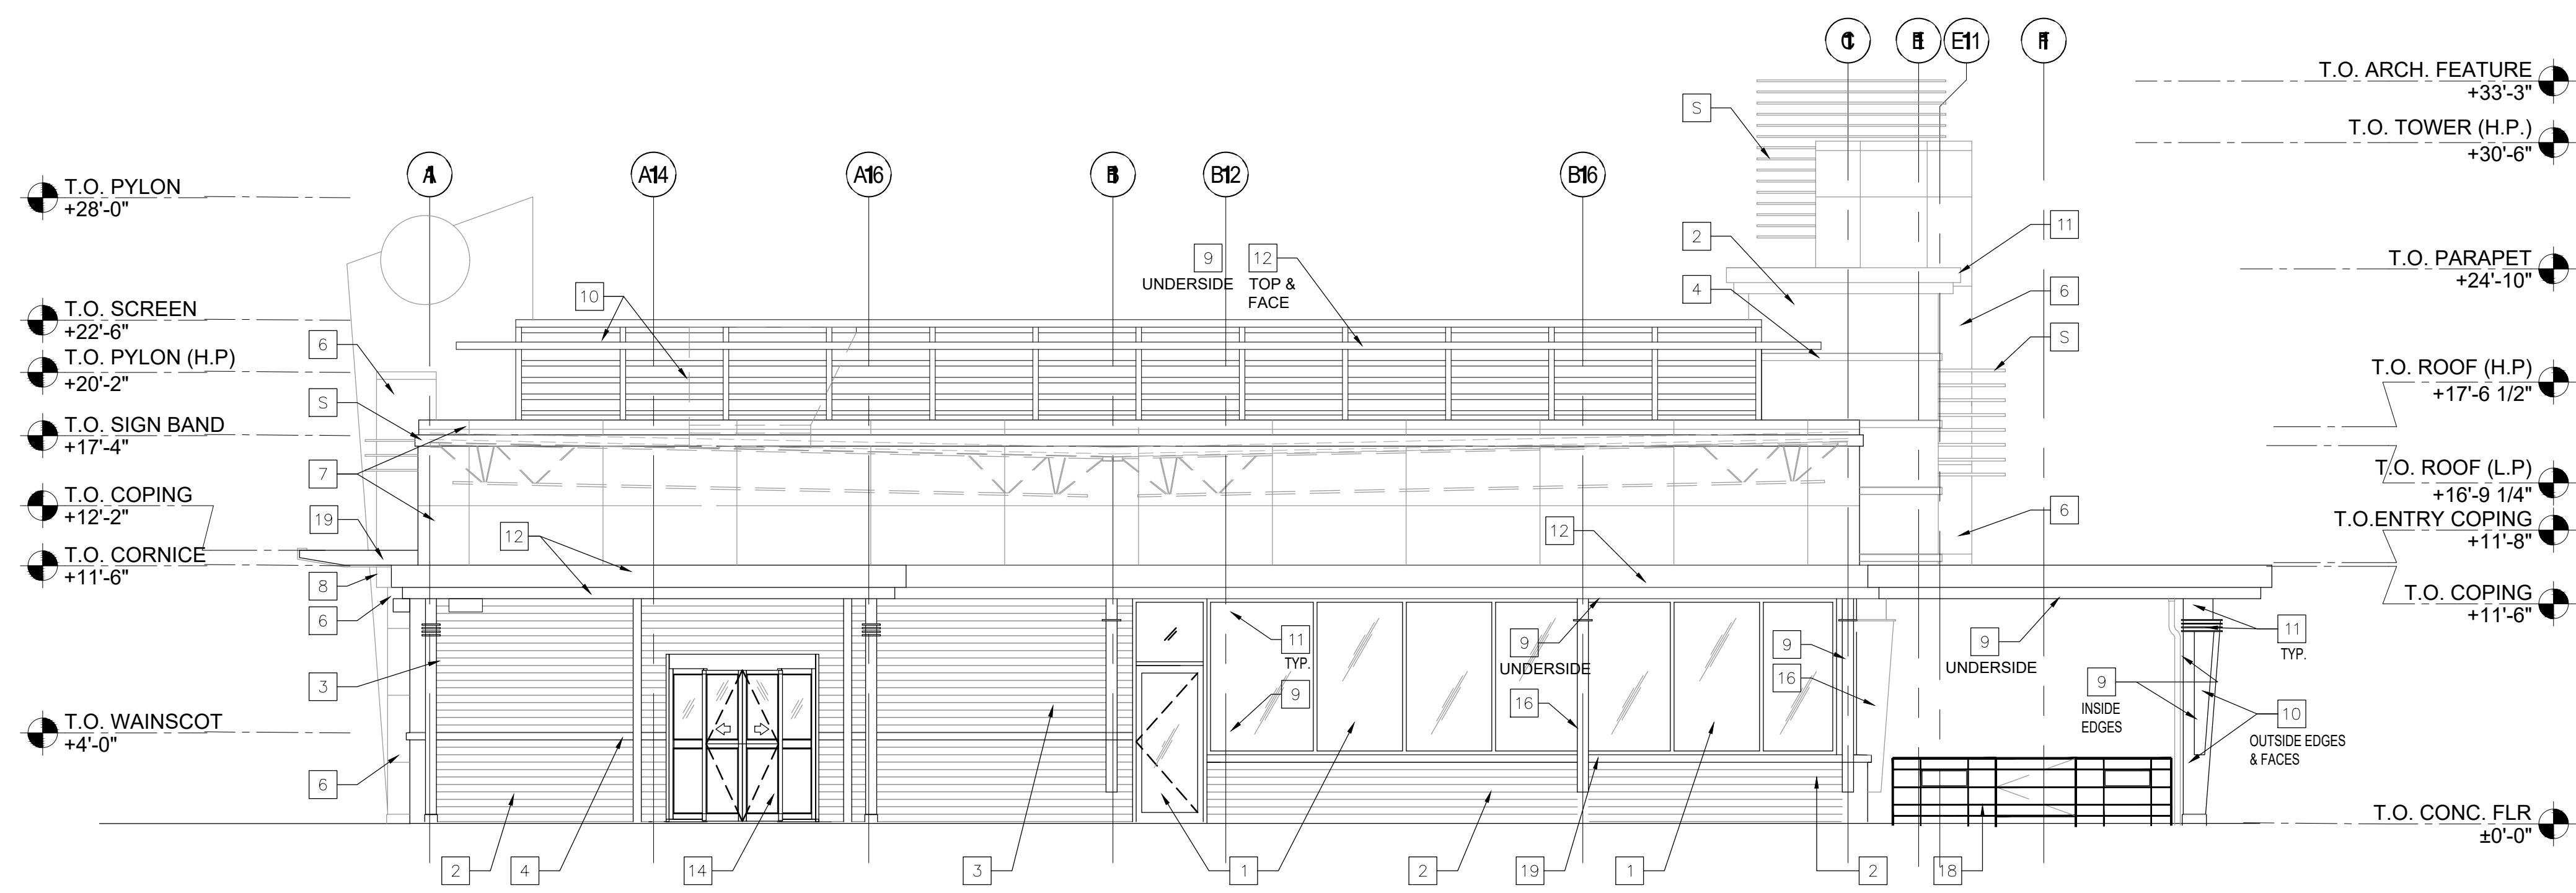 E11
T.O. ARCH. FEATURE
+33'-3"
S
T.O. TOWER (H.P.)
+30'-6"
T.O. PYLON
+28'-0"
A14
A16
B12
B16
2
11
9
UNDERSIDE
12
TOP &
FACE
T.O. PARAPET
+24'-10"
10
4
6
T.O. SCREEN
+22'-6"
6
S
T.O. PYLON (H.P)
+20'-2"
T.O. ROOF (H.P)
+17'-6 1/2"
S
T.O. SIGN BAND
+17'-4"
7
T.O. ROOF (L.P)
+16'-9 1/4"
T.O. COPING
+12'-2"
19
12
12
6
T.O.ENTRY COPING
+11'-8"
T.O. CORNICE
+11'-6"
8
6
T.O. COPING
+11'-6"
11
TYP.
9
UNDERSIDE
9
9
UNDERSIDE
11
TYP.
3
9
16
16
9
INSIDE
EDGES
10
OUTSIDE EDGES
& FACES
T.O. WAINSCOT
+4'-0"
6
T.O. CONC. FLR
±0'-0"
2
4
14
3
1
2
19
1
2
18